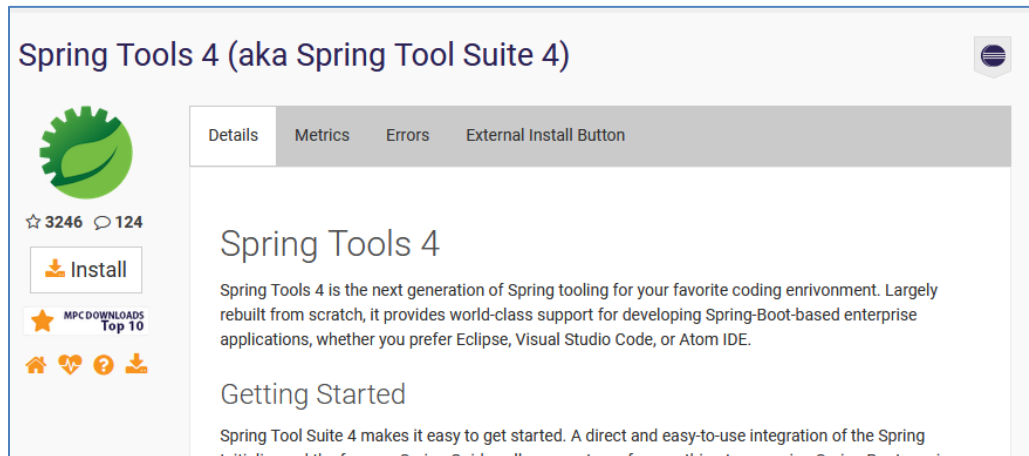 Spring Tools 4 (aka Spring Tool Suite 4)
Details Metrics Errors External Install Button
3246 124
Install
MPC DOWNLOADS
Top 10
Spring Tools 4
Spring Tools 4 is the next generation of Spring tooling for your favorite coding enrivonment. Largely
rebuilt from scratch, it provides world-class support for developing Spring-Boot-based enterprise
applications, whether you prefer Eclipse, Visual Studio Code, or Atom IDE.
Getting Started
Spring Tool Suite 4 makes it easy to get started. A direct and easy-to-use integration of the Spring